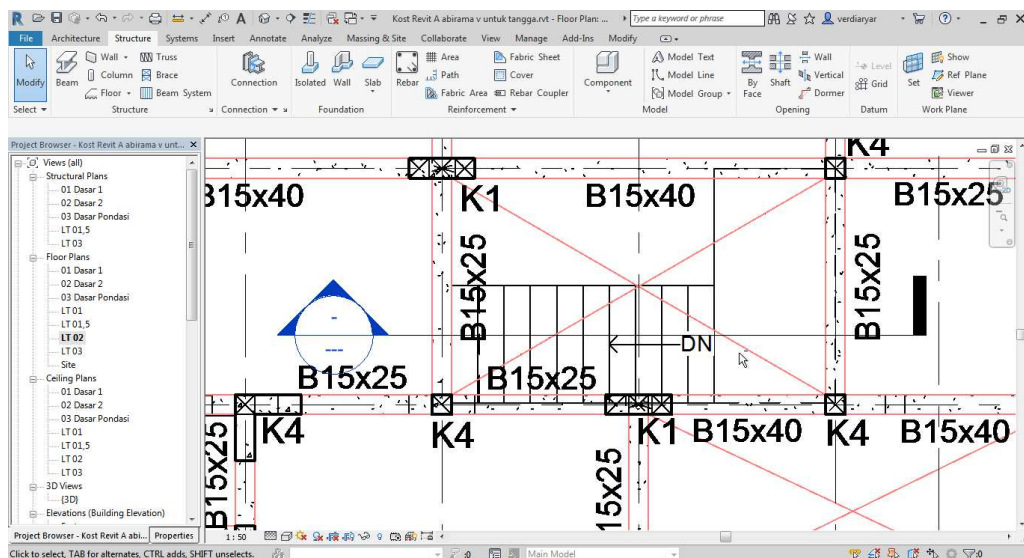 Kost Revit A abirama v untuk tangga.rvt - Floor Plan: ...
Type a keyword or phrase
verdiaryar
File Architecture Structure Systems Insert Annotate Analyze Massing & Site Collaborate View Manage Add-Ins Modify
Modify
Beam
Wall
Column
Floor
Truss
Brace
Beam System
Connection
Isolated
Wall
Slab
Rebar
Area
Path
Fabric Area
Fabric Sheet
Cover
Rebar Coupler
Component
Model Text
Model Line
Model Group
By Face
Shaft
Wall
Vertical
Dormer
Level
Grid
Set
Show
Ref Plane
Viewer
Select
Structure
Connection
Foundation
Reinforcement
Model
Opening
Datum
Work Plane
Project Browser - Kost Revit A abirama v unt...
Views (all)
Structural Plans
01 Dasar 1
02 Dasar 2
03 Dasar Pondasi
LT 01,5
LT 03
Floor Plans
01 Dasar 1
02 Dasar 2
03 Dasar Pondasi
LT 01
LT 01,5
LT 02
LT 03
Site
Ceiling Plans
01 Dasar 1
02 Dasar 2
03 Dasar Pondasi
LT 01
LT 01,5
LT 02
LT 03
3D Views
{3D}
Elevations (Building Elevation)
Project Browser - Kost Revit A abi...
Properties
K4
B15x40
K1
B15x40
B15x25
B15x25
B15x25
DN
B15x25
B15x25
K4
K4
K1
B15x40
K4
B15x40
B15x25
15x25
1 : 50
Click to select, TAB for alternates, CTRL adds, SHIFT unselects.
:0
Main Model
:0